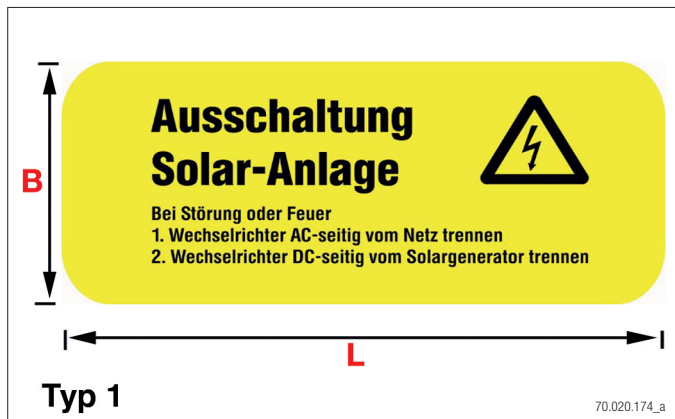 Ausschaltung
Solar-Anlage
Bei Störung oder Feuer
1. Wechselrichter AC-seitig vom Netz trennen
2. Wechselrichter DC-seitig vom Solargenerator trennen
B
L
Typ 1
70.020.174_a